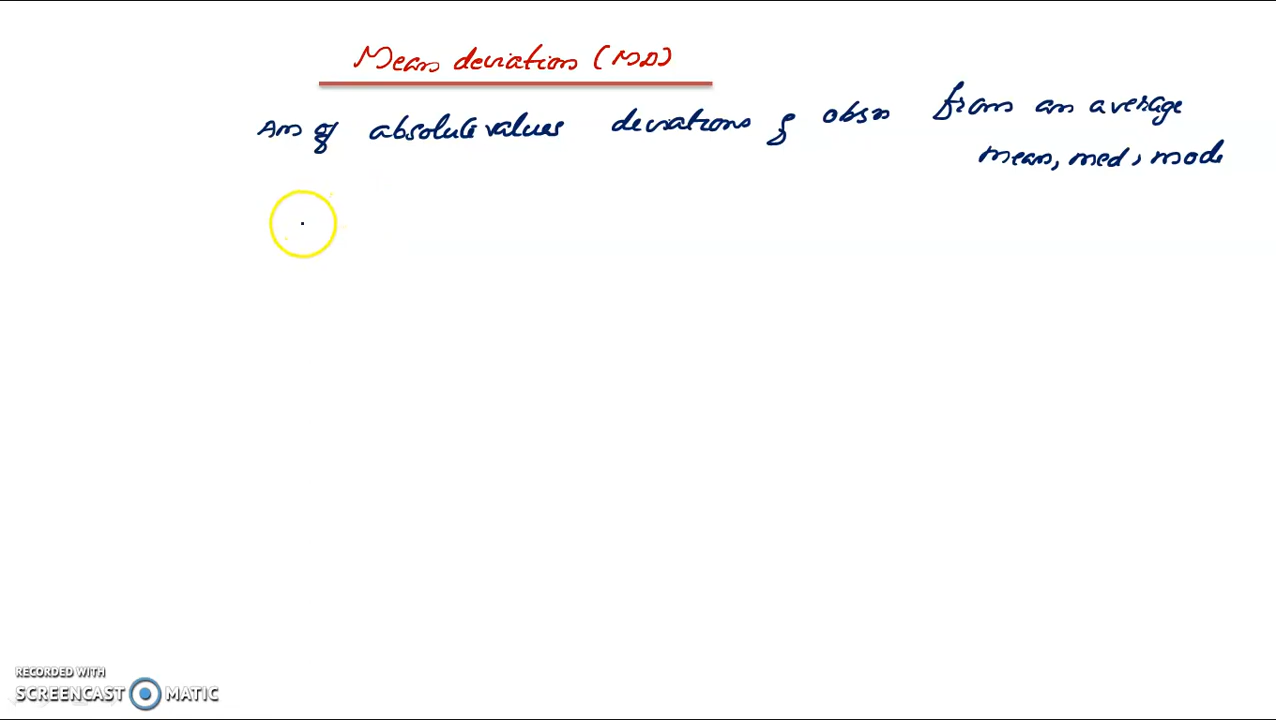 Mean deviation (MD)
Am of absolute values deviations of obsn from an average
mean, med, mode
RECORDED WITH
SCREENCAST MATIC